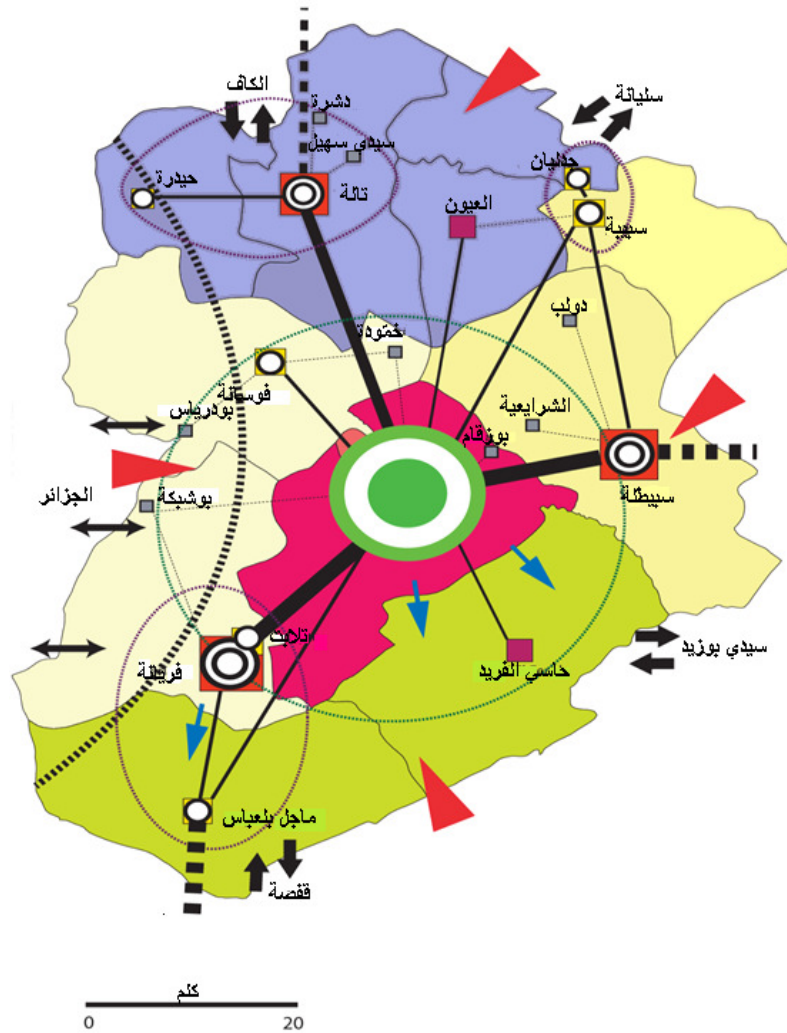 الكاف
دشرة
سليانة
سيدي سهيل
جدليان
حيدرة
تالة
العيون
سبيبة
دولب
خمودة
فوسانة
بودرياس
الشرايعية
بوزقام
سبيطلة
بوشبكة
الجزائر
تلابت
فريانة
حاسي الفريد
سيدي بوزيد
ماجل بلعباس
قفصة
كلم
0 20